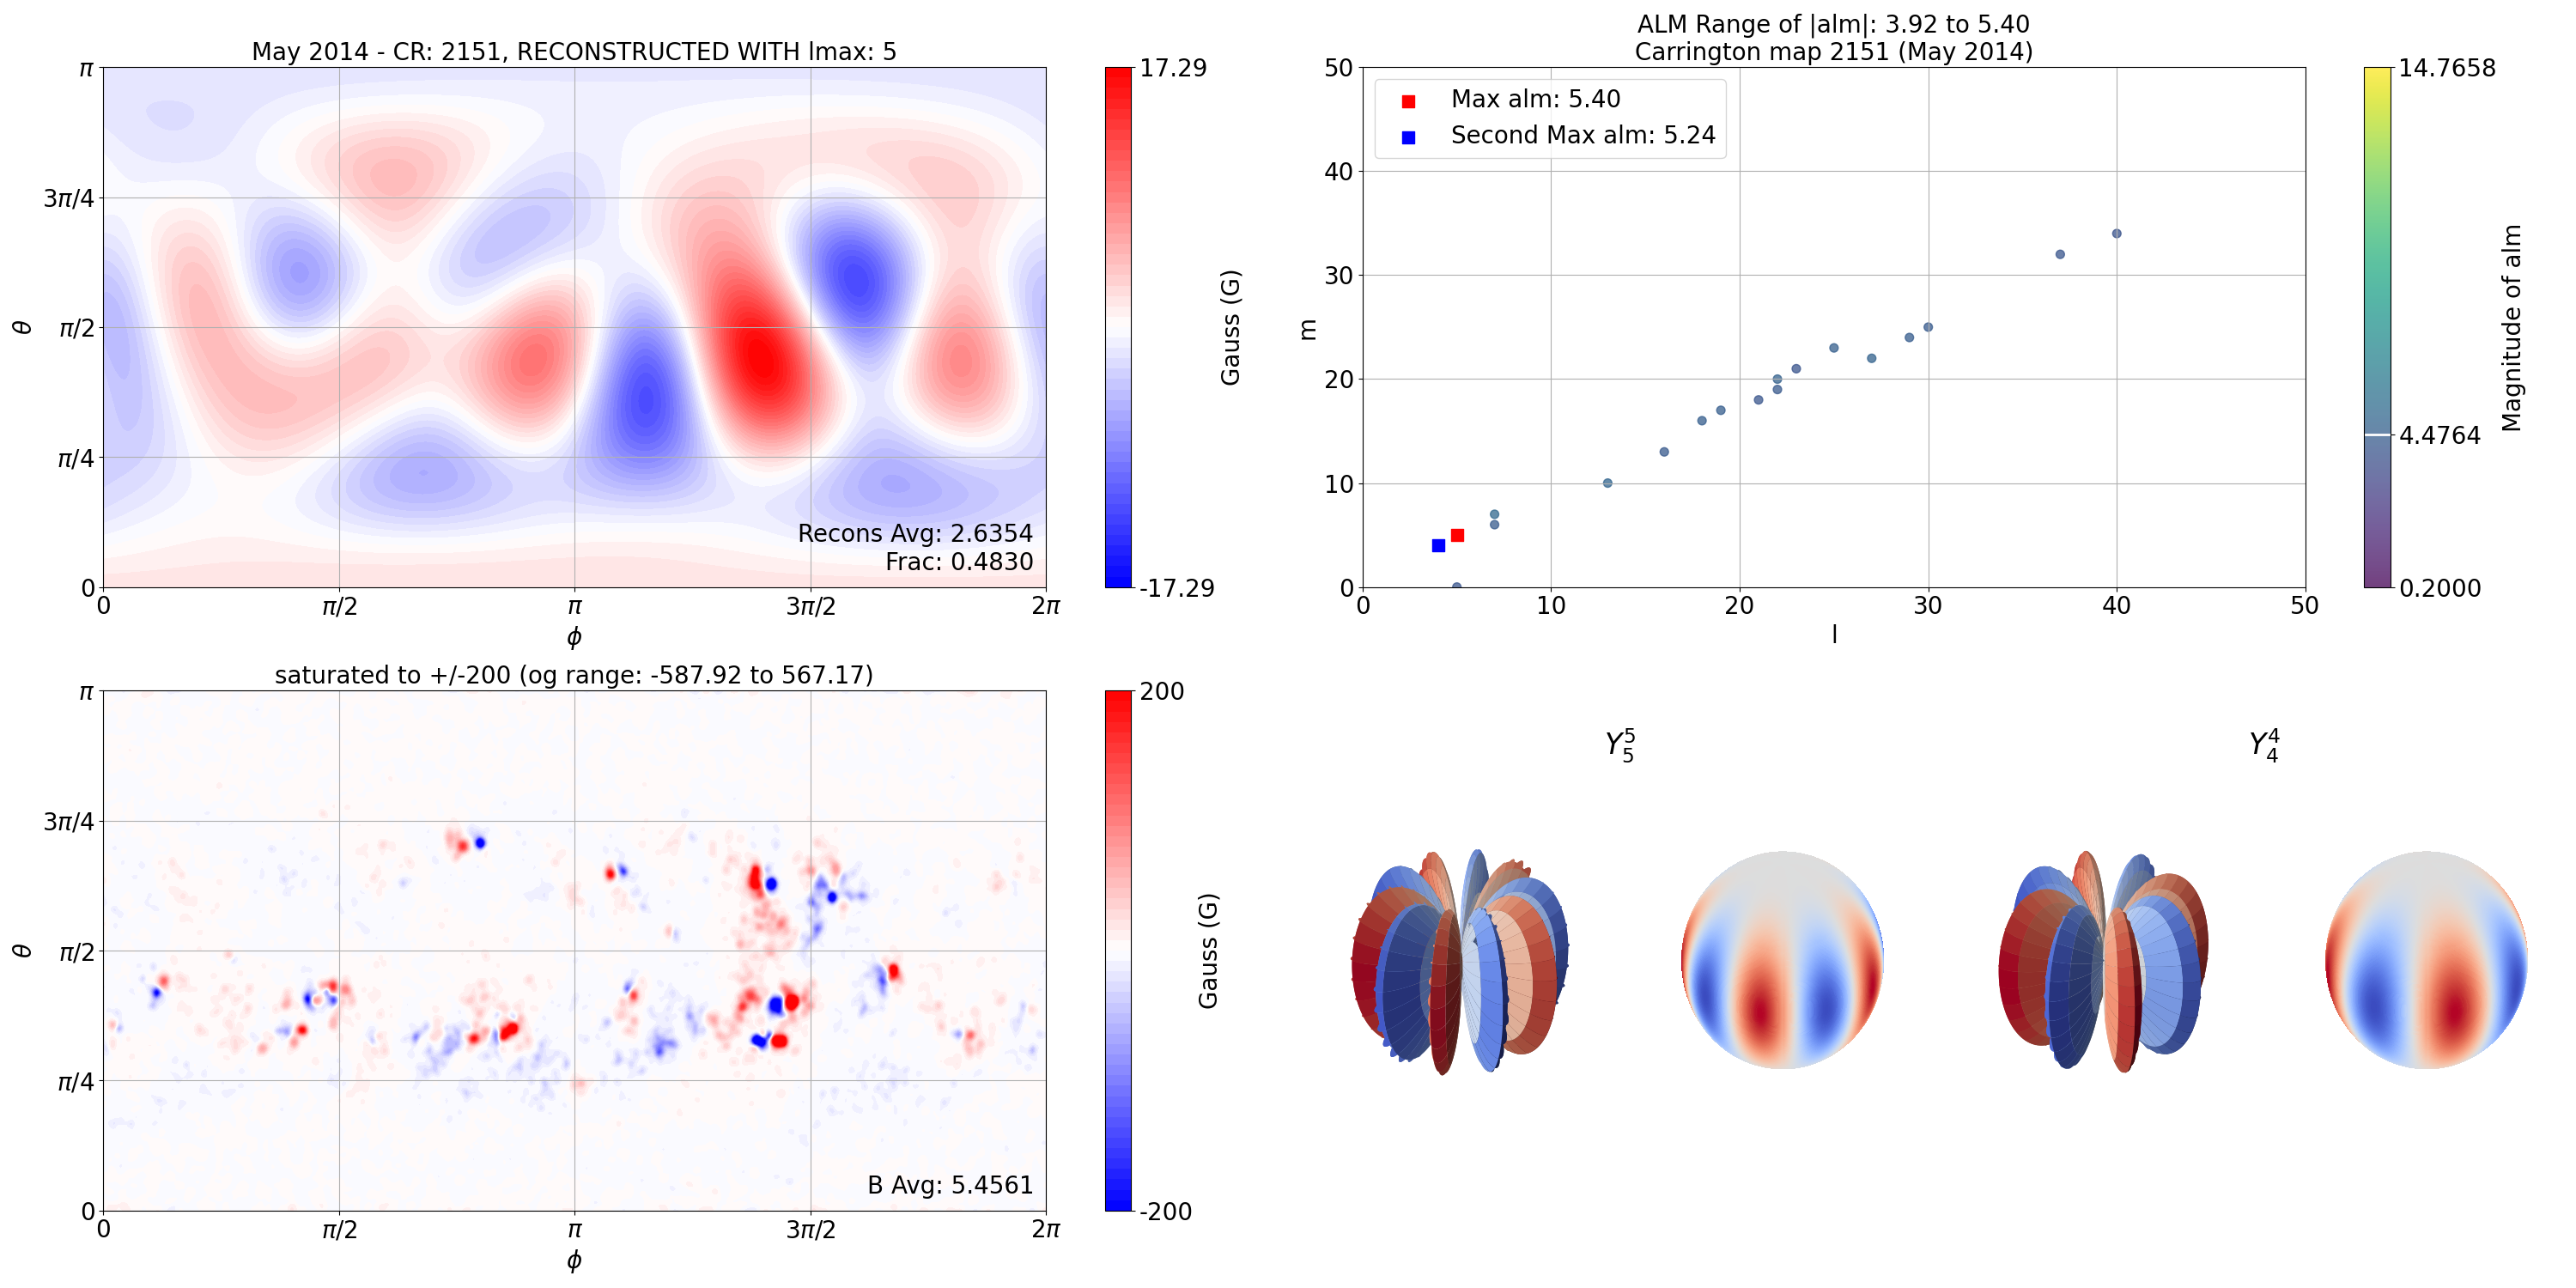 May 2014 - CR: 2151, RECONSTRUCTED WITH lmax: 5
π
3π/4
θ
π/2
π/4
0
Recons Avg: 2.6354
Frac: 0.4830
0
π/2
π
3π/2
2π
ϕ
17.29
Gauss (G)
-17.29
ALM Range of |alm|: 3.92 to 5.40
Carrington map 2151 (May 2014)
50
40
30
m
20
10
0
Max alm: 5.40
Second Max alm: 5.24
0
10
20
30
40
50
l
14.7658
Magnitude of alm
4.4764
0.2000
saturated to +/-200 (og range: -587.92 to 567.17)
π
3π/4
θ
π/2
π/4
0
B Avg: 5.4561
0
π/2
π
3π/2
2π
ϕ
200
Gauss (G)
-200
Y₅⁵
Y₄⁴